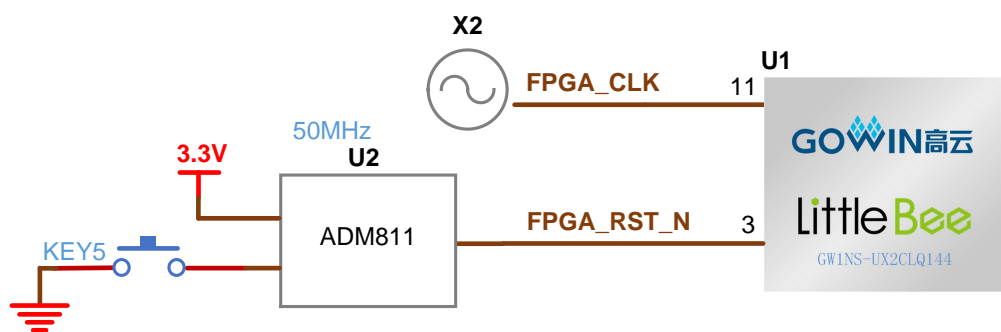 X2
U1
FPGA_CLK
11
50MHz
GOWIN高云
U2
3.3V
LittleBee
ADM811
FPGA_RST_N
3
KEY5
GW1NS-UX2CLQ144